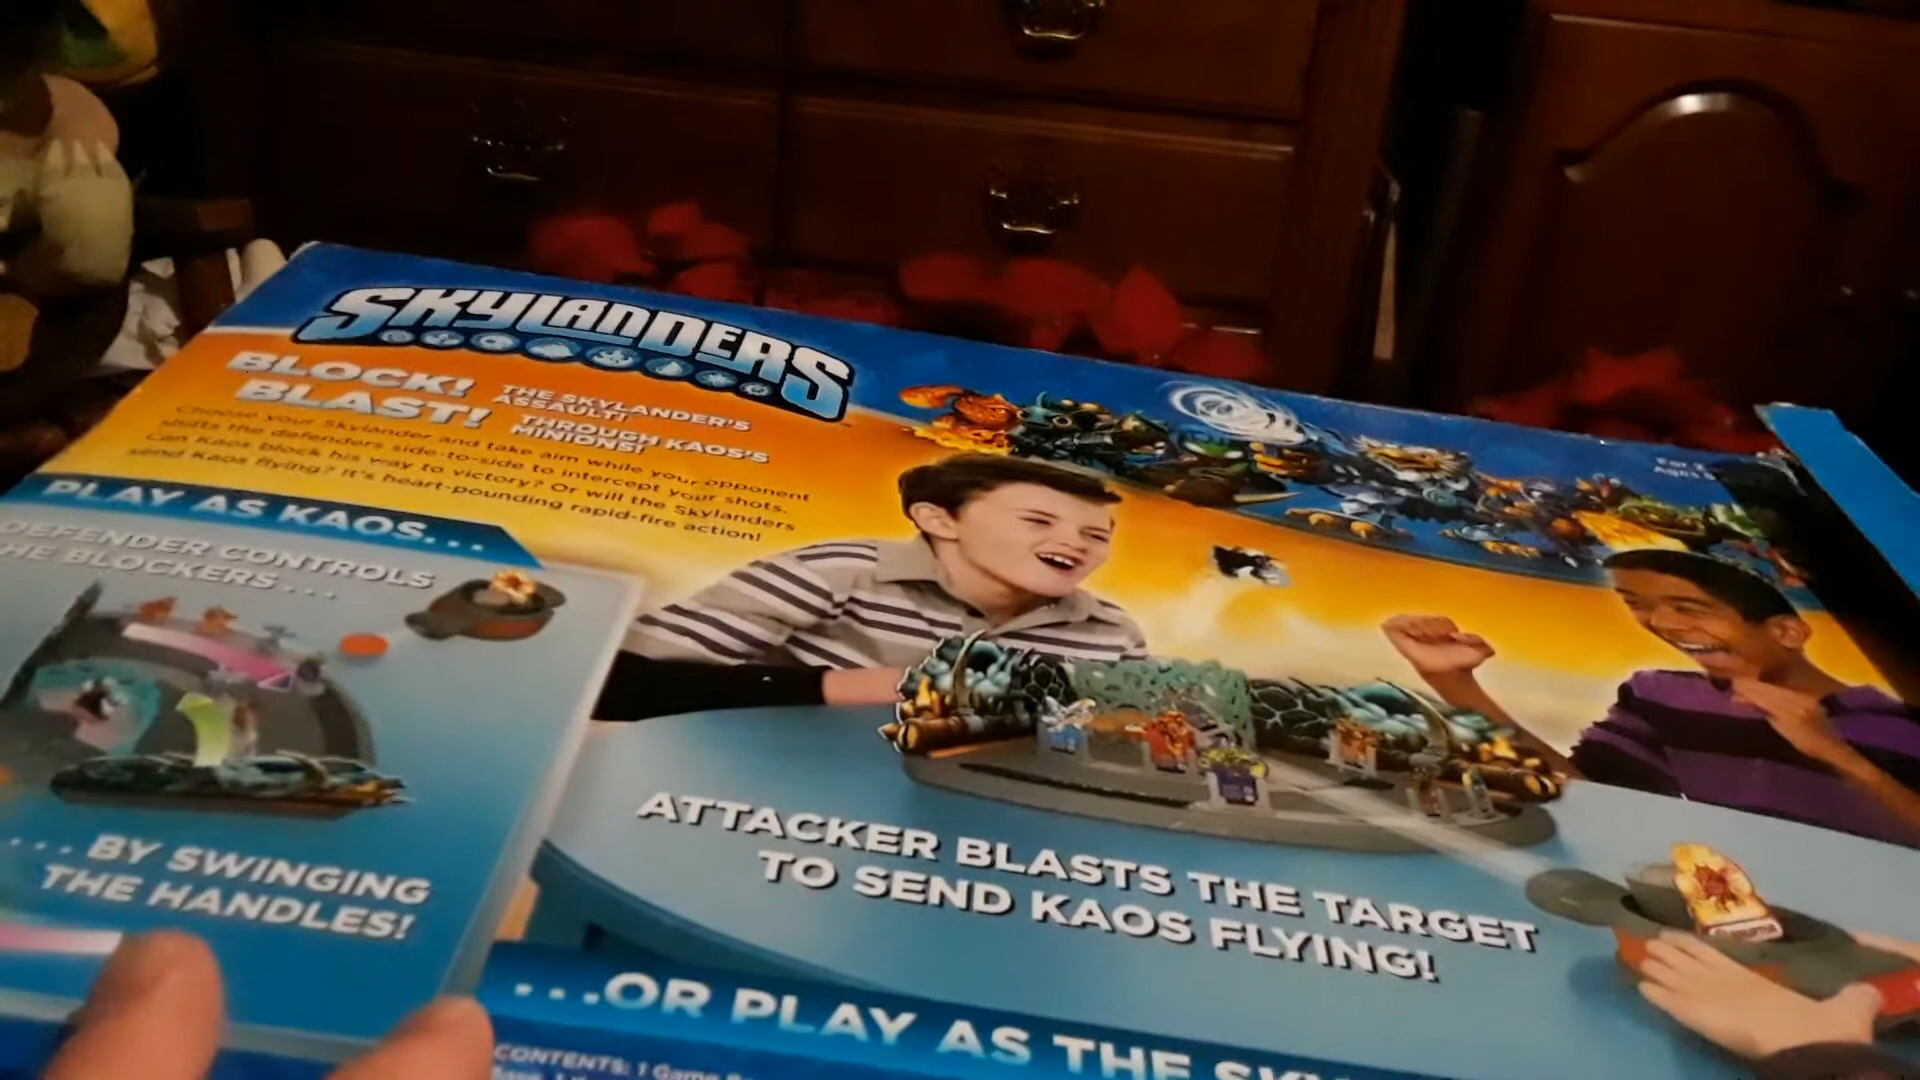 SKYLANDERS
BLOCK! THE SKYLANDER'S ASSAULT!
BLAST! THROUGH KAOS'S MINIONS!
Choose your Skylander and take aim while your opponent
shifts the defenders side-to-side to intercept your shots.
Can Kaos block his way to victory? Or will the Skylanders
send Kaos flying? It's heart-pounding rapid-fire action!
For 2
Ages
PLAY AS KAOS...
DEFENDER CONTROLS
THE BLOCKERS...
...BY SWINGING
THE HANDLES!
ATTACKER BLASTS THE TARGET
TO SEND KAOS FLYING!
...OR PLAY AS THE
CONTENTS: 1 Game